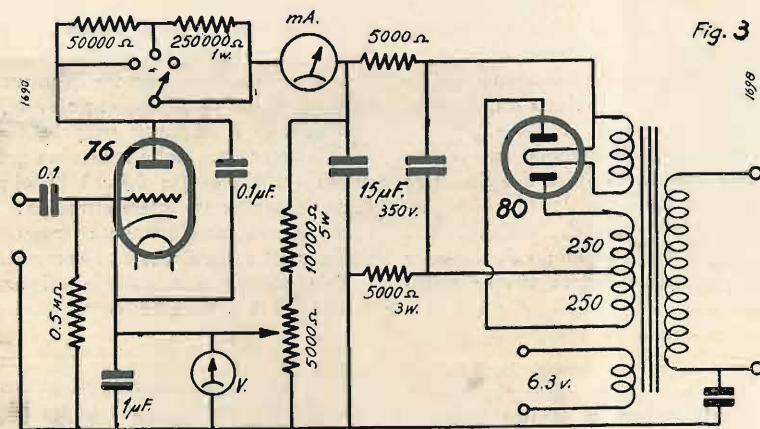 mA.
Fig. 3
50000 Ω
250000 Ω
1 w.
5000 Ω
1690
1698
76
0.1
0.1 µF.
15 µF.
350 v.
80
10000 Ω
5 w
250
0.5 MΩ
5000 Ω
3 w.
250
5000 Ω
V.
6.3 v.
1 µF.